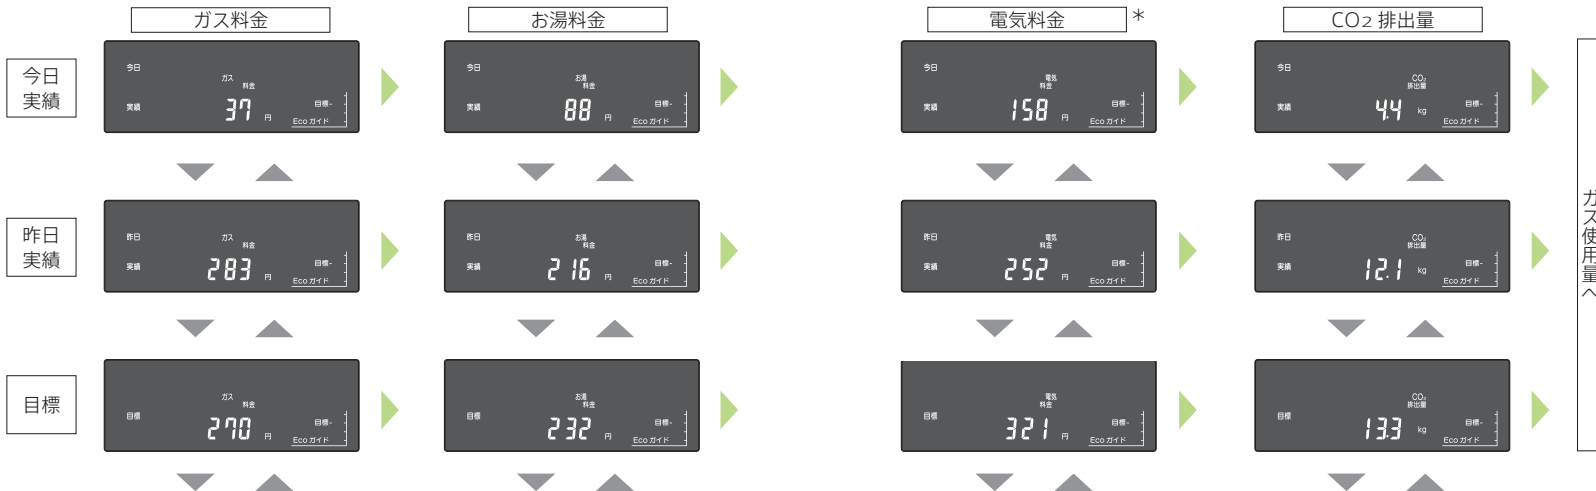 ガス料金
お湯料金
電気料金 *
CO2 排出量
今日
実績
今日
ガス
料金
実績
37 円
目標-
Eco ガイド
今日
お湯
料金
実績
88 円
目標-
Eco ガイド
今日
電気
料金
実績
158 円
目標-
Eco ガイド
今日
CO2
排出量
実績
4.4 kg
目標-
Eco ガイド
昨日
実績
昨日
ガス
料金
実績
283 円
目標-
Eco ガイド
昨日
お湯
料金
実績
216 円
目標-
Eco ガイド
昨日
電気
料金
実績
252 円
目標-
Eco ガイド
昨日
CO2
排出量
実績
12.1 kg
目標-
Eco ガイド
目標
ガス
料金
目標
270 円
目標-
Eco ガイド
お湯
料金
目標
232 円
目標-
Eco ガイド
電気
料金
目標
321 円
目標-
Eco ガイド
CO2
排出量
目標
13.3 kg
目標-
Eco ガイド
ガス使用量へ